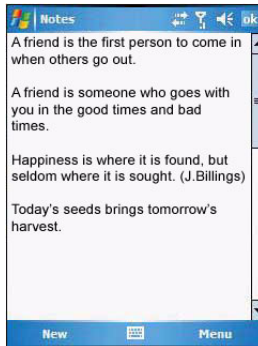 Notes
ok
A friend is the first person to come in
when others go out.
A friend is someone who goes with
you in the good times and bad
times.
Happiness is where it is found, but
seldom where it is sought. (J.Billings)
Today's seeds brings tomorrow's
harvest.
New
Menu